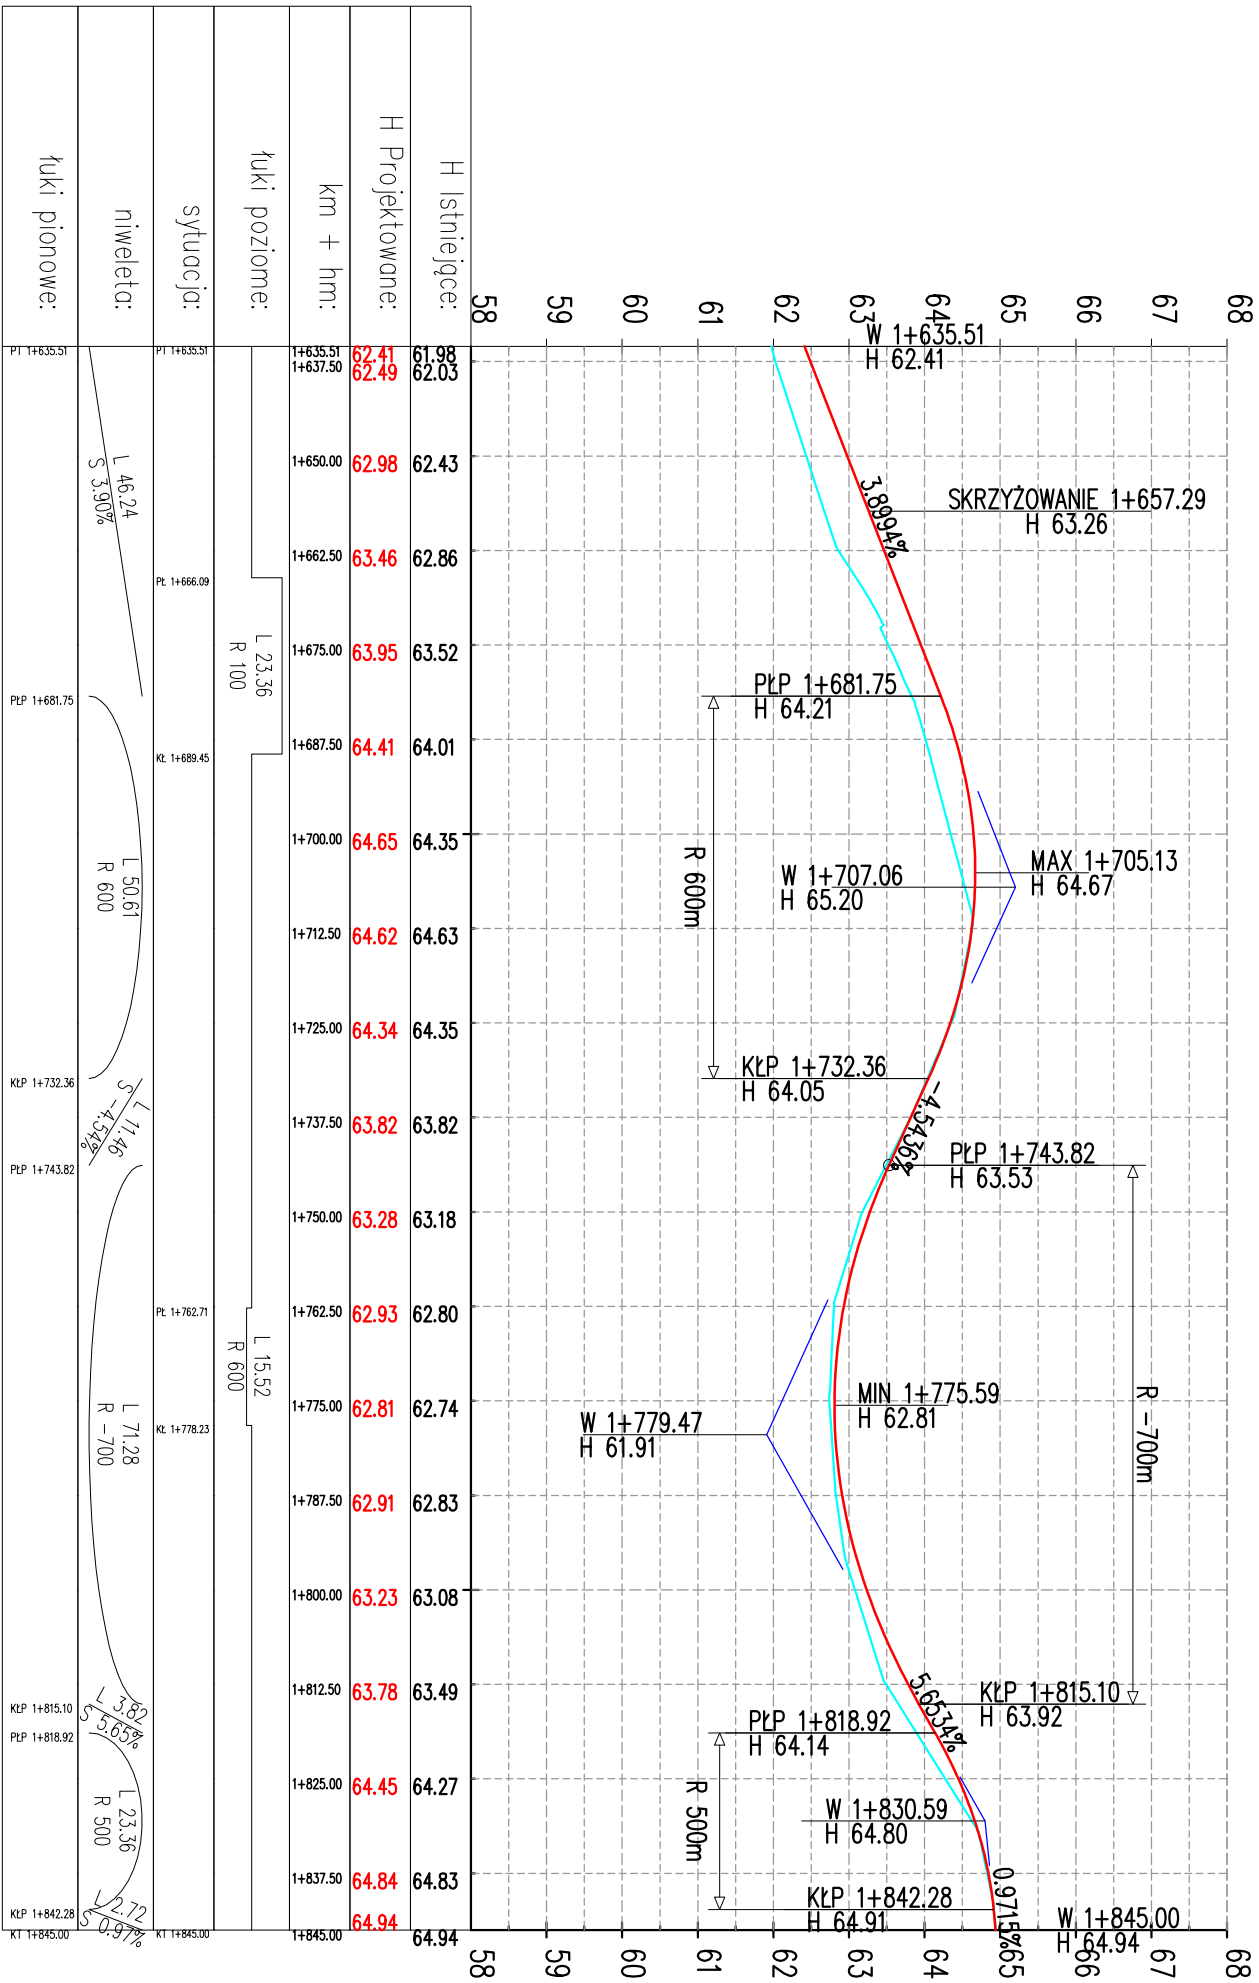 68
67
66
65
64
63
62
61
60
59
58
W 1+635.51
H 62.41
3.8994%
SKRZYŻOWANIE 1+657.29
H 63.26
PŁP 1+681.75
H 64.21
R 600m
MAX 1+705.13
H 64.67
W 1+707.06
H 65.20
KŁP 1+732.36
H 64.05
-4.5436%
PŁP 1+743.82
H 63.53
R -700m
MIN 1+775.59
H 62.81
W 1+779.47
H 61.91
KŁP 1+815.10
H 63.92
5.6534%
PŁP 1+818.92
H 64.14
R 500m
W 1+830.59
H 64.80
KŁP 1+842.28
H 64.91
0.9715%
W 1+845.00
H 64.94
68
67
66
65
64
63
62
61
60
59
58
H Istniejące:
61.98
62.03
62.43
62.86
63.52
64.01
64.35
64.63
64.35
63.82
63.18
62.80
62.74
62.83
63.08
63.49
64.27
64.83
64.94
H Projektowane:
62.41
62.49
62.98
63.46
63.95
64.41
64.65
64.62
64.34
63.82
63.28
62.93
62.81
62.91
63.23
63.78
64.45
64.84
64.94
km + hm:
1+635.51
1+637.50
1+650.00
1+662.50
1+675.00
1+687.50
1+700.00
1+712.50
1+725.00
1+737.50
1+750.00
1+762.50
1+775.00
1+787.50
1+800.00
1+812.50
1+825.00
1+837.50
1+845.00
łuki poziome:
L 23.36
R 100
L 15.52
R 600
sytuacja:
PT 1+635.51
PŁ 1+666.09
KŁ 1+689.45
PŁ 1+762.71
KŁ 1+778.23
KT 1+845.00
niweleta:
L 46.24
S 3.90%
L 50.61
R 600
L 11.46
S -4.54%
L 71.28
R -700
L 3.82
S 5.65%
L 23.36
R 500
L 2.72
S 0.97%
łuki pionowe:
PT 1+635.51
PŁP 1+681.75
KŁP 1+732.36
PŁP 1+743.82
KŁP 1+815.10
PŁP 1+818.92
KŁP 1+842.28
KT 1+845.00